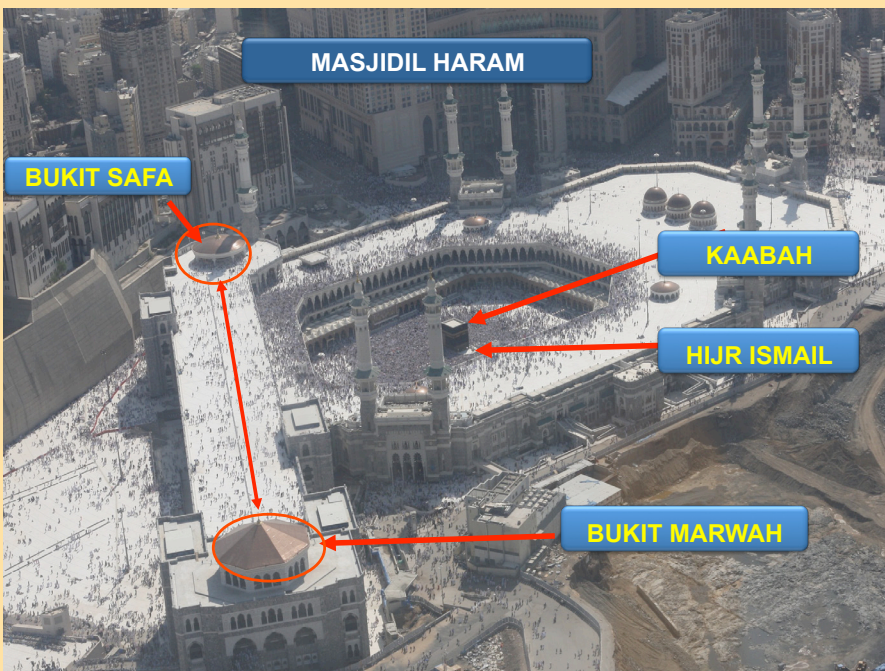 MASJIDIL HARAM
BUKIT SAFA
KAABAH
HIJR ISMAIL
BUKIT MARWAH